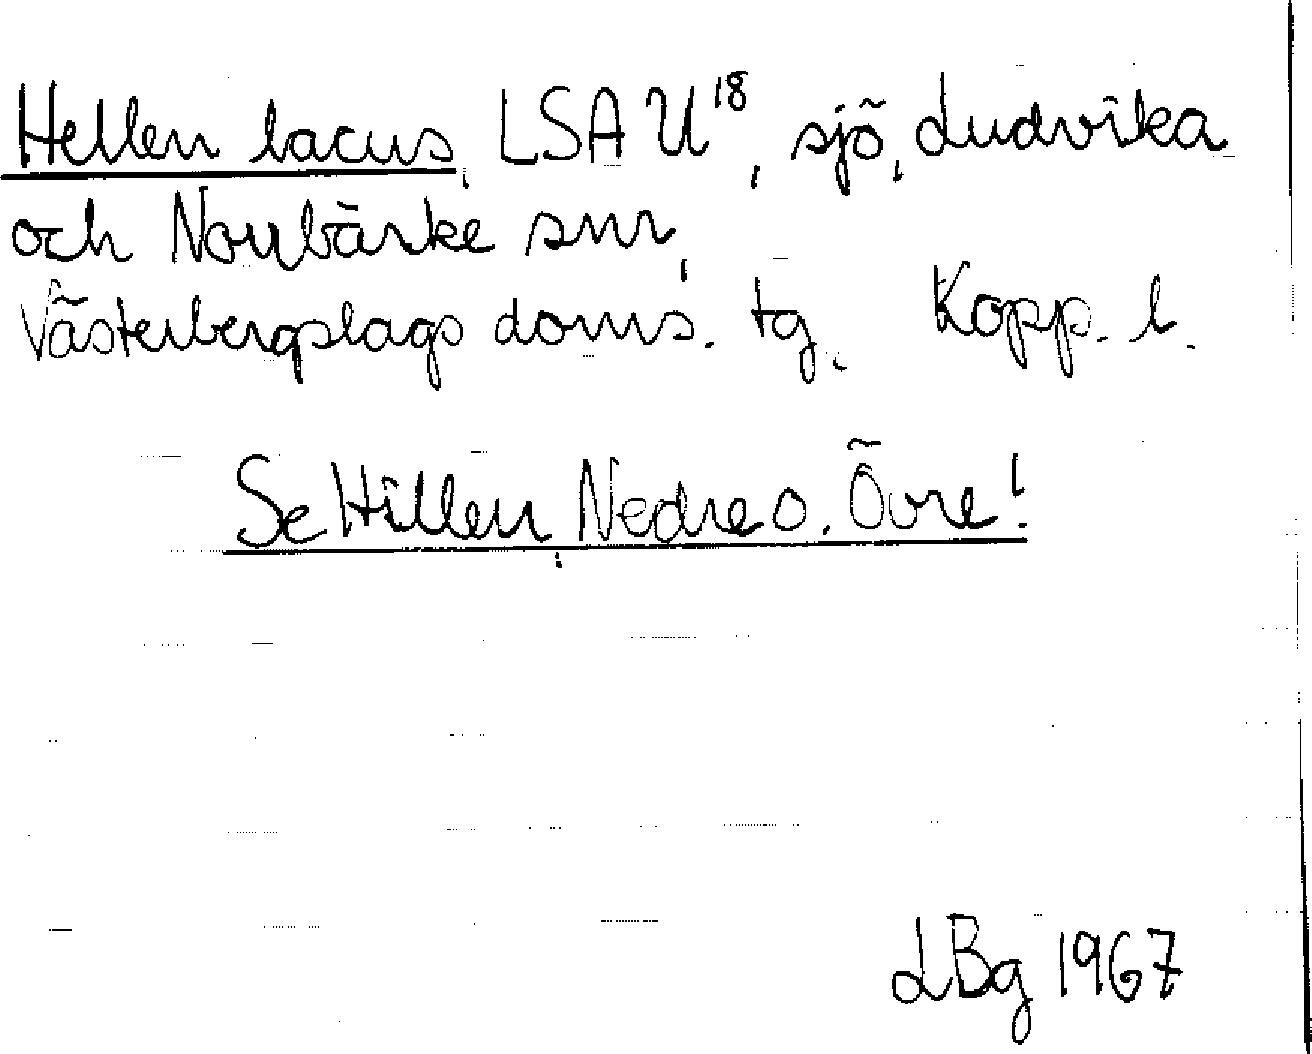 Hellen lacus, LSA U¹⁸, sjö, Ludvika
och Norrbärke snr,
Västerbergslags doms. tg. Kopp. l.
Se Hillen, Nedre o. Övre!
LBg 1967